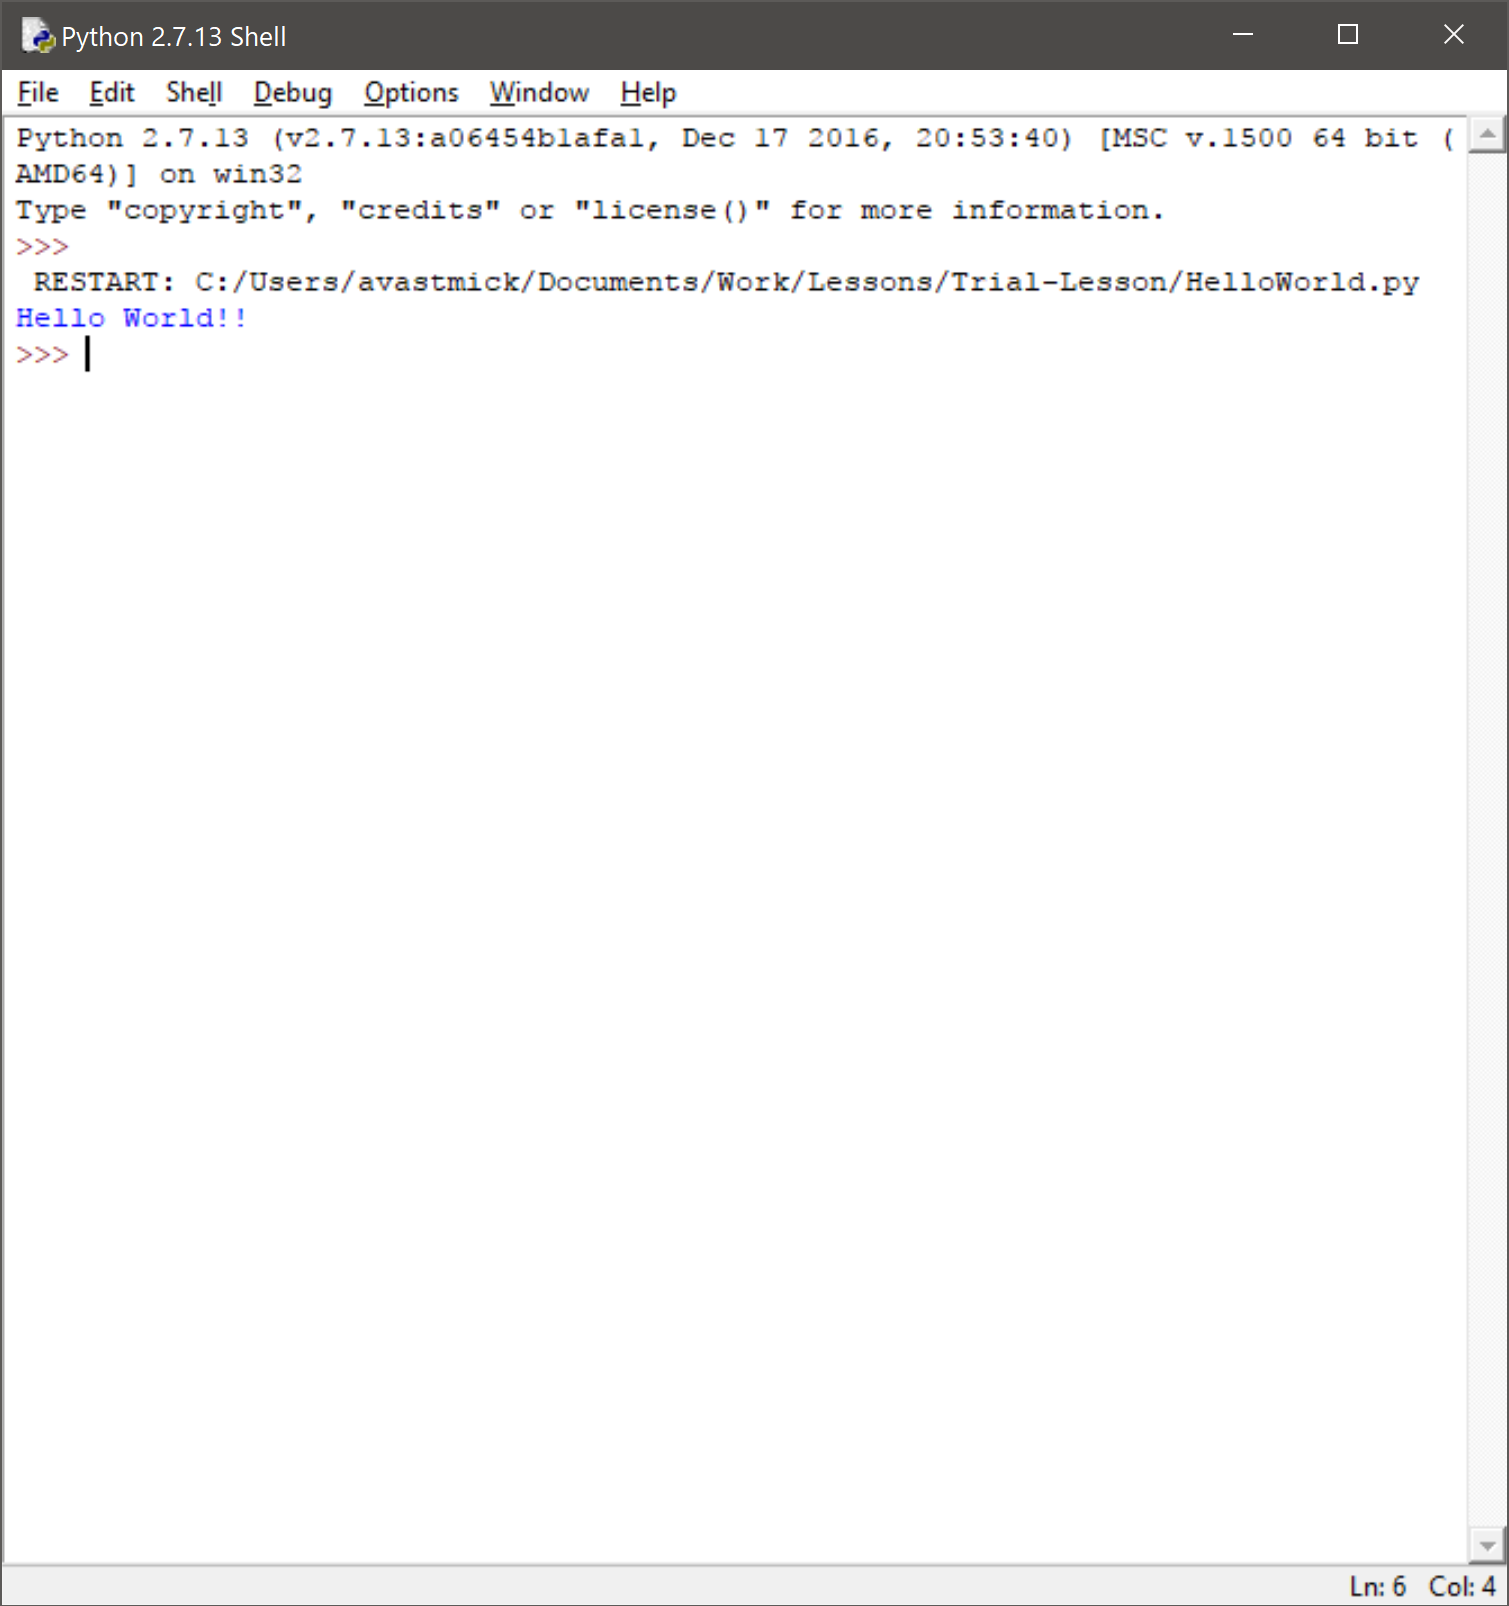 Python 2.7.13 Shell
File Edit Shell Debug Options Window Help
Python 2.7.13 (v2.7.13:a06454b1afa1, Dec 17 2016, 20:53:40) [MSC v.1500 64 bit (
AMD64)] on win32
Type "copyright", "credits" or "license()" for more information.
>>>
 RESTART: C:/Users/avastmick/Documents/Work/Lessons/Trial-Lesson/HelloWorld.py
Hello World!!
>>>
Ln: 6 Col: 4